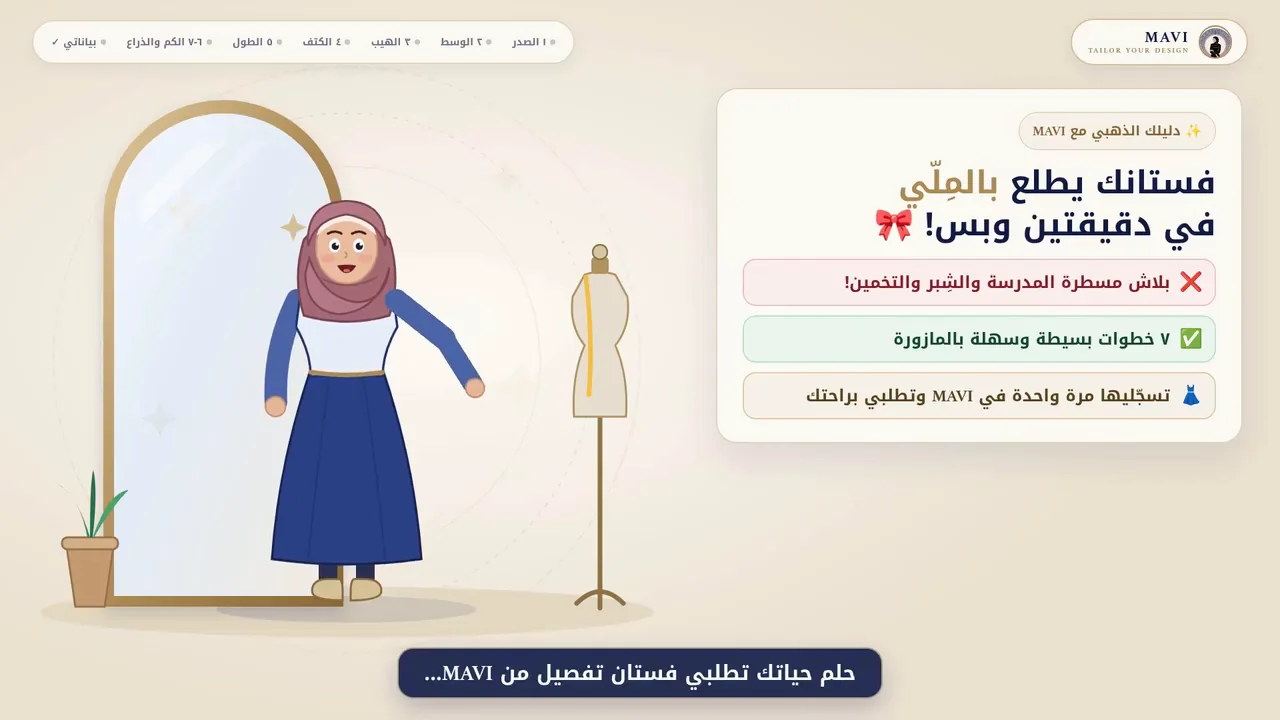 MAVI
TAILOR YOUR DESIGN
١ الصدر
٢ الوسط
٣ الهيب
٤ الكتف
٥ الطول
٦-٧ الكم والذراع
بياناتي ✓
✨ دليلك الذهبي مع MAVI
فستانك يطلع بالمِلّي
في دقيقتين وبس! 🎀
❌ بلاش مسطرة المدرسة والشِبر والتخمين!
✅ ٧ خطوات بسيطة وسهلة بالمازورة
👗 تسجّليها مرة واحدة في MAVI وتطلبي براحتك
حلم حياتك تطلبي فستان تفصيل من MAVI...